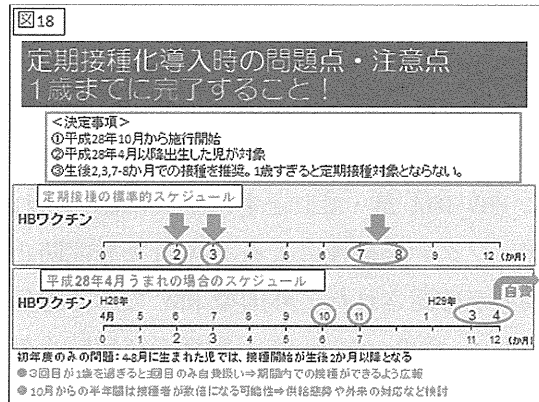 図18
定期接種化導入時の問題点・注意点
1歳までに完了すること！
＜決定事項＞
①平成28年10月から施行開始
②平成28年4月以降出生した児が対象
③生後2,3,7-8か月での接種を推奨。1歳すぎると定期接種対象とならない。
定期接種の標準的スケジュール
HBワクチン
0 1 2 3 4 5 6 7 8 9 12 (か月)
平成28年4月うまれの場合のスケジュール
自費
HBワクチン
H28年 H29年
4月 5 6 7 8 9 10 11 1 3 4
0 1 2 3 4 5 6 7 9 11 12 (か月)
初年度のみの問題：4-8月に生まれた児では、接種開始が生後2か月以降となる
●3回目が1歳を過ぎると3回目のみ自費扱い⇒期間内での接種ができるよう広報
●10月からの半年間は接種者が数倍になる可能性⇒供給態勢や外来の対応など検討